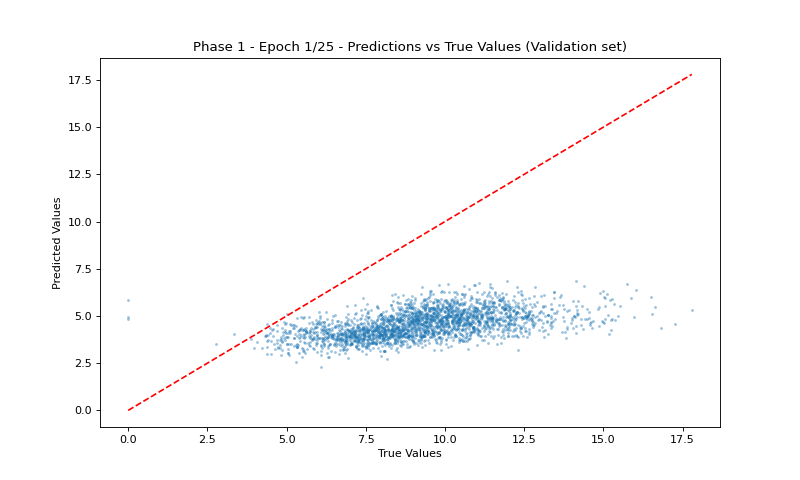 Phase 1 - Epoch 1/25 - Predictions vs True Values (Validation set)
Predicted Values
17.5
15.0
12.5
10.0
7.5
5.0
2.5
0.0
0.0 2.5 5.0 7.5 10.0 12.5 15.0 17.5
True Values